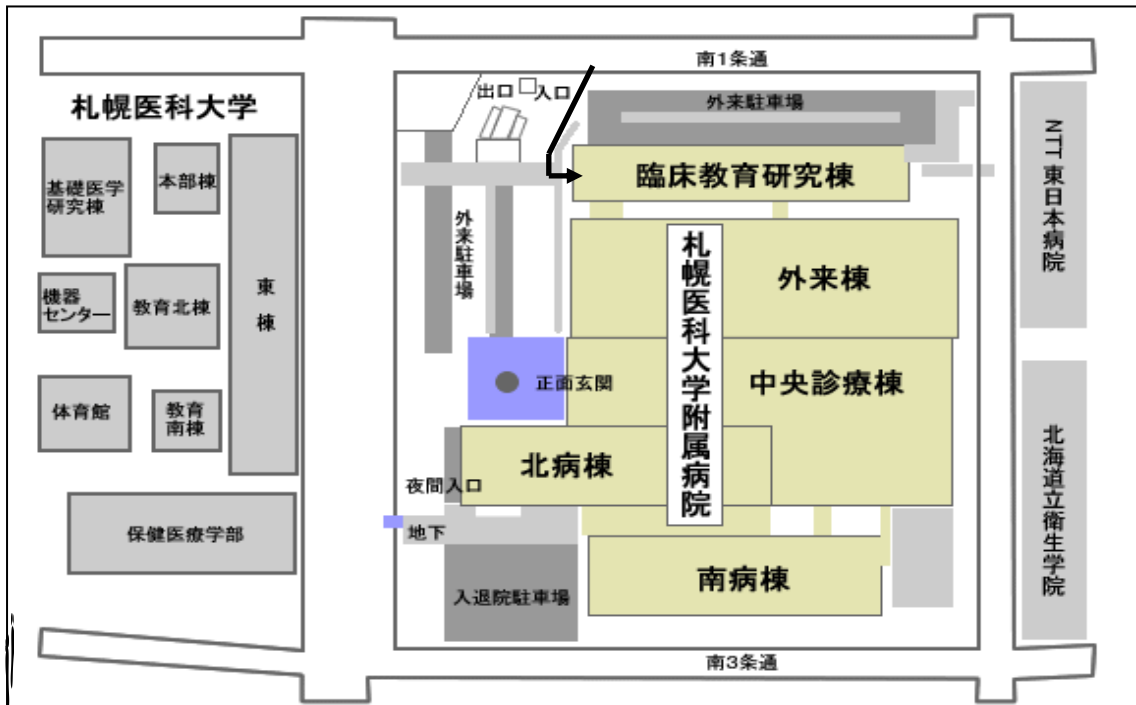 南1条通
出口
入口
外来駐車場
札幌医科大学
臨床教育研究棟
基礎医学
研究棟
本部棟
NTT東日本病院
外来駐車場
札幌医科大学附属病院
外来棟
東棟
機器
センター
教育北棟
正面玄関
中央診療棟
体育館
教育
南棟
北病棟
夜間入口
北海道立衛生学院
地下
保健医療学部
南病棟
入退院駐車場
南3条通